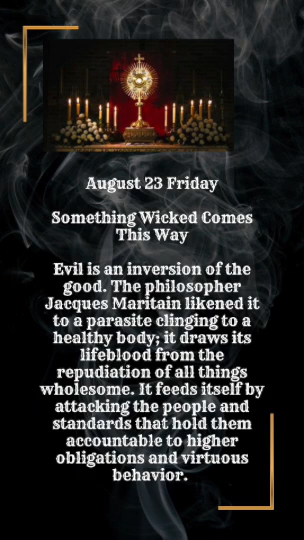 August 23 Friday
Something Wicked Comes
This Way
Evil is an inversion of the
good. The philosopher
Jacques Maritain likened it
to a parasite clinging to a
healthy body; it draws its
lifeblood from the
repudiation of all things
wholesome. It feeds itself by
attacking the people and
standards that hold them
accountable to higher
obligations and virtuous
behavior.